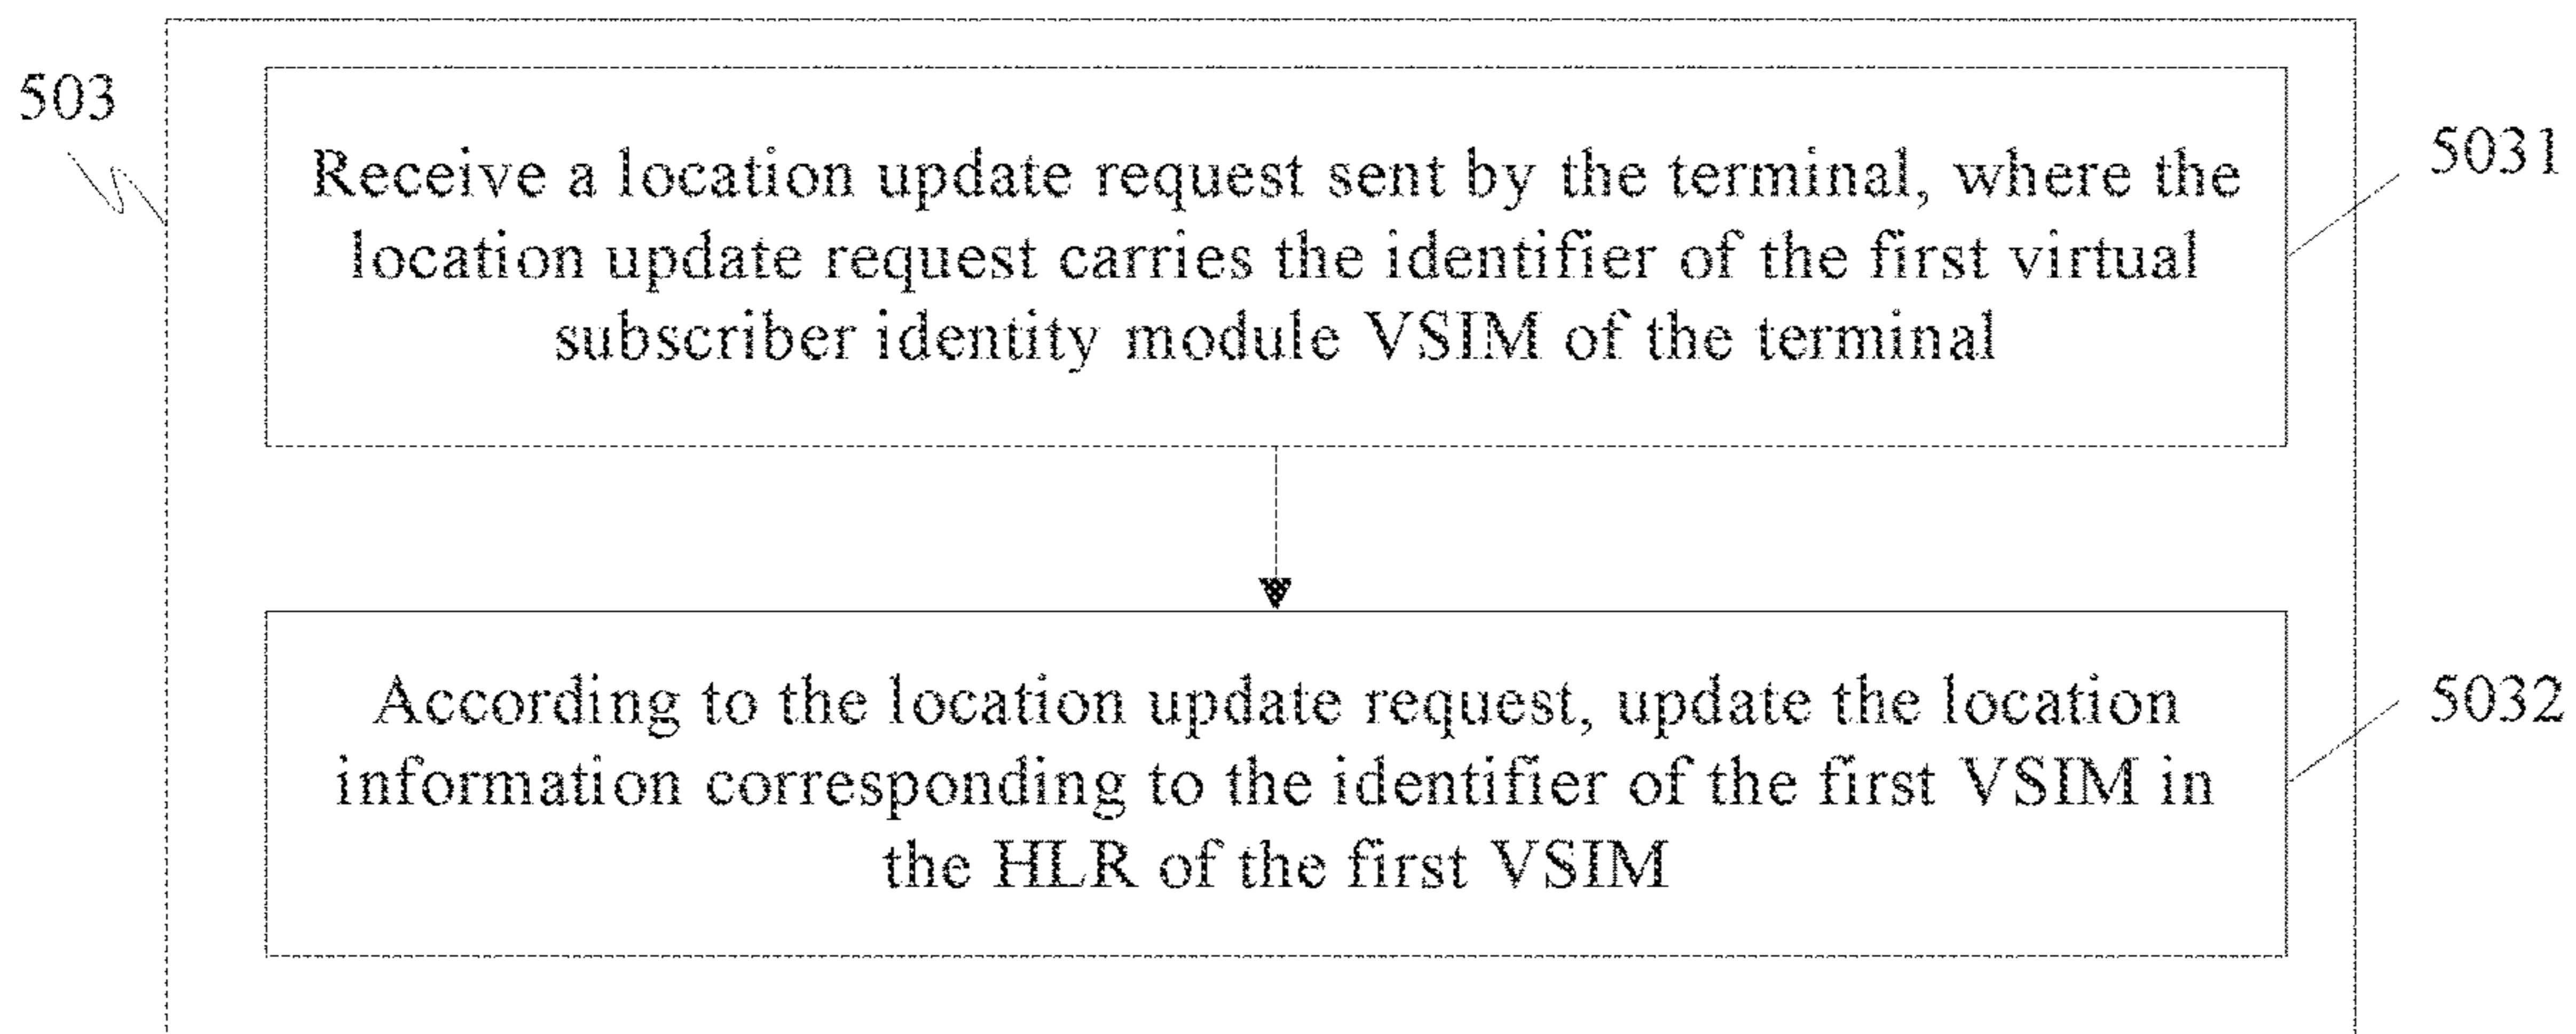 503
5031
Receive a location update request sent by the terminal, where the
location update request carries the identifier of the first virtual
subscriber identity module VSIM of the terminal
5032
According to the location update request, update the location
information corresponding to the identifier of the first VSIM in
the HLR of the first VSIM